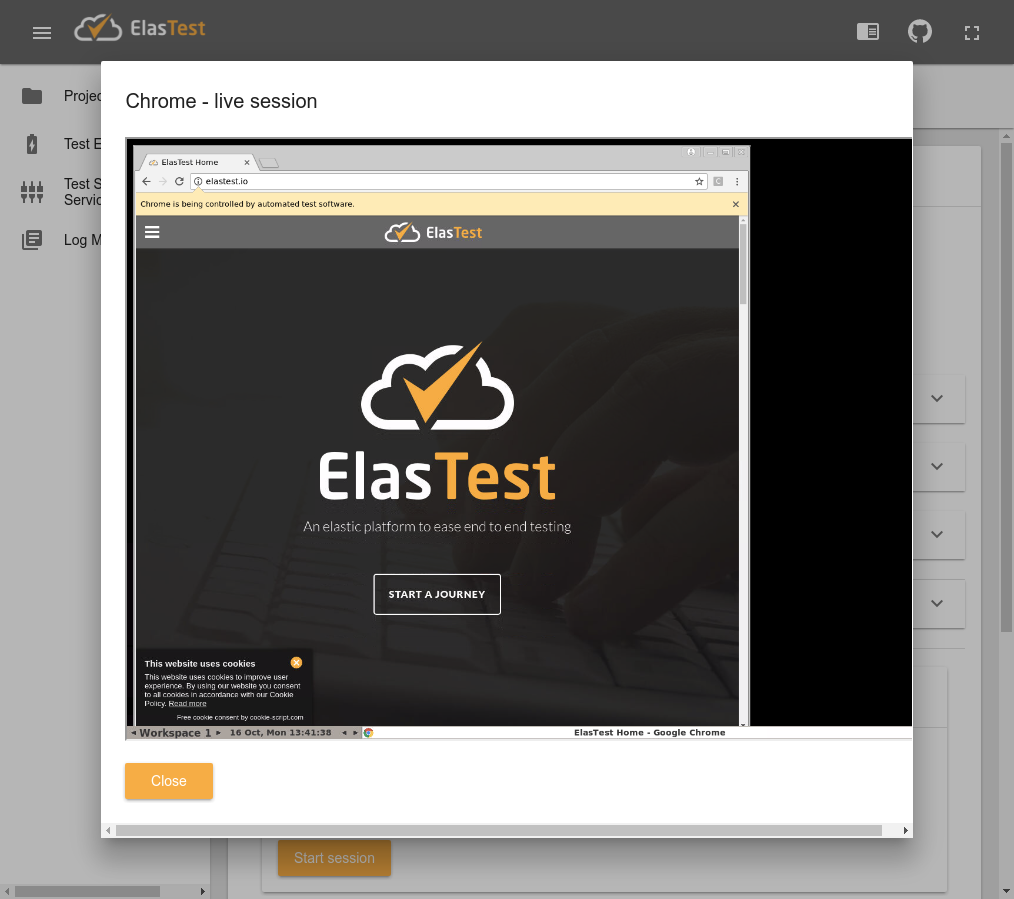 ElasTest
Projec
Test E
Test S
Servic
Log M
Chrome - live session
ElasTest Home
elastest.io
Chrome is being controlled by automated test software.
ElasTest
ElasTest
An elastic platform to ease end to end testing
START A JOURNEY
This website uses cookies
This website uses cookies to improve user
experience. By using our website you consent
to all cookies in accordance with our Cookie
Policy. Read more
Free cookie consent by cookie-script.com
Workspace 1 16 Oct, Mon 13:41:38 ElasTest Home - Google Chrome
Close
Start session